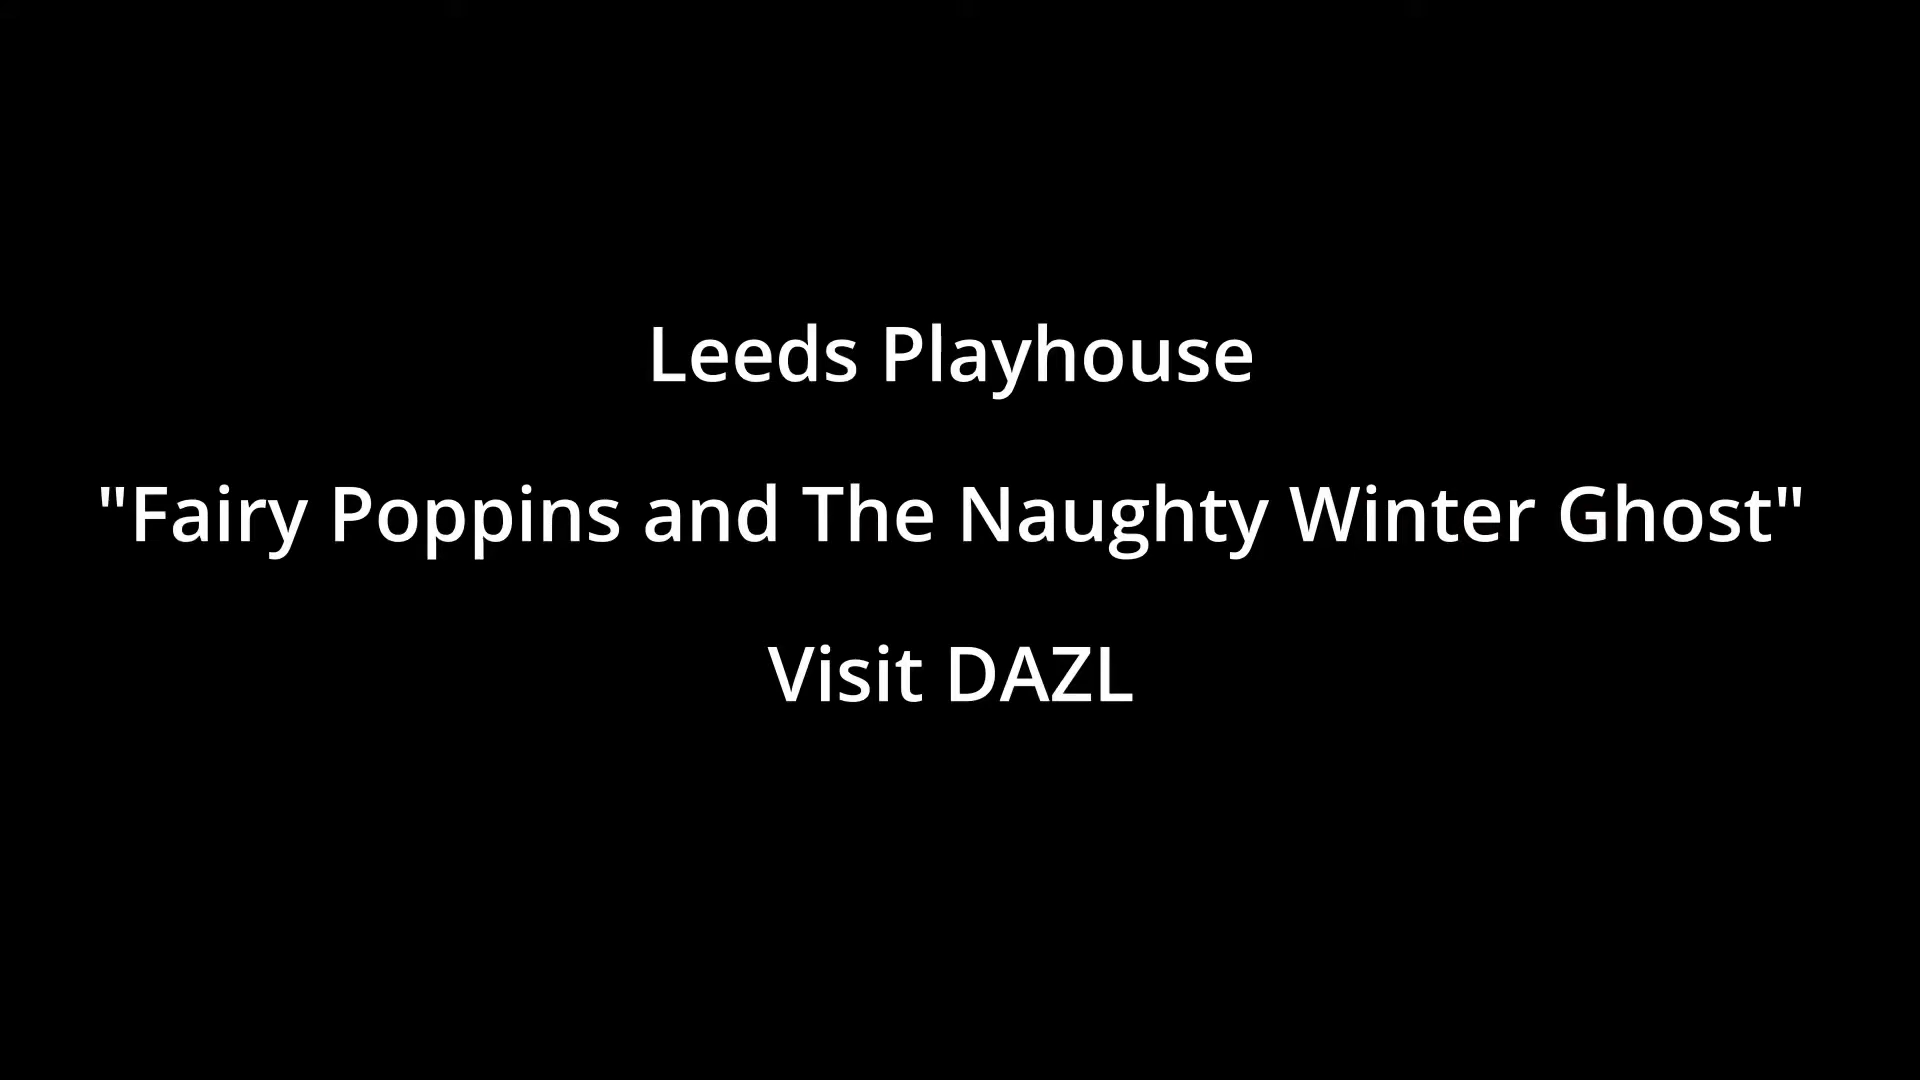 Leeds Playhouse
"Fairy Poppins and The Naughty Winter Ghost"
Visit DAZL